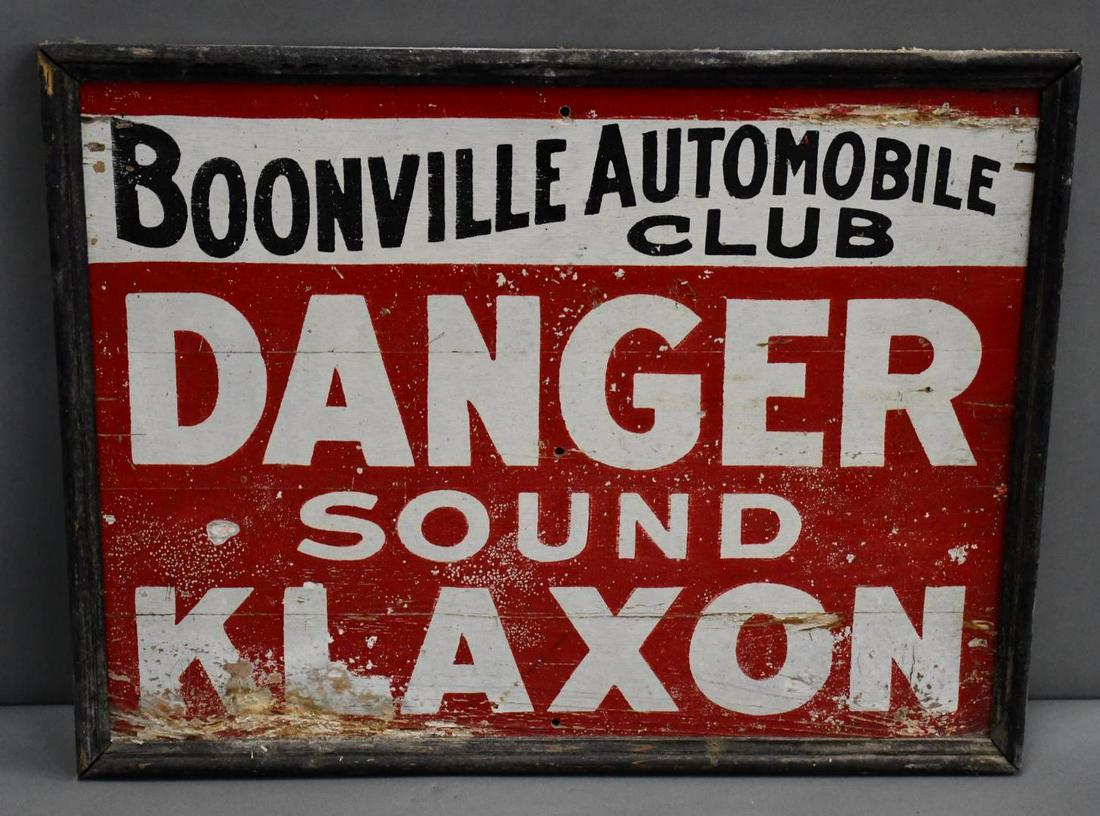 BOONVILLE AUTOMOBILE
CLUB
DANGER
SOUND
KLAXON